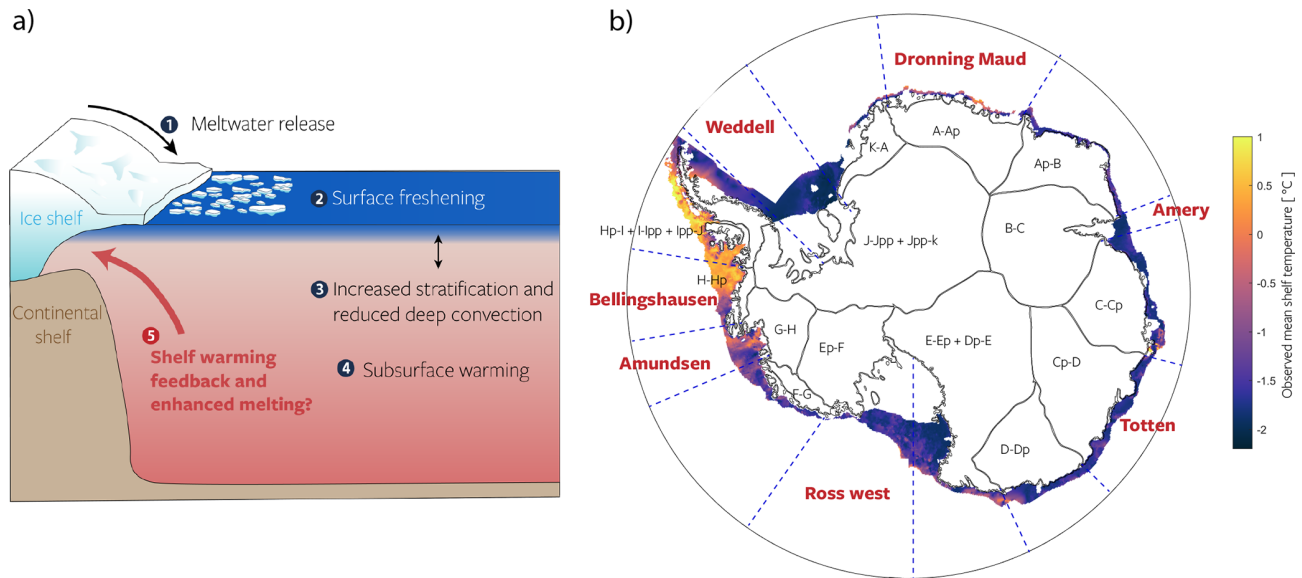 a)
1 Meltwater release
Ice shelf
2 Surface freshening
3 Increased stratification and
reduced deep convection
Continental
shelf
4 Subsurface warming
5
Shelf warming
feedback and
enhanced melting?
b)
Dronning Maud
Weddell
A-Ap
K-A
Ap-B
Amery
Hp-I + I-Ipp + Ipp-J
J-Jpp + Jpp-k
B-C
H-Hp
Bellingshausen
C-Cp
G-H
Ep-F
E-Ep + Dp-E
Amundsen
Cp-D
F-G
Totten
D-Dp
Ross west
1
0.5
0
-0.5
-1
-1.5
-2
Observed mean shelf temperature [ °C]